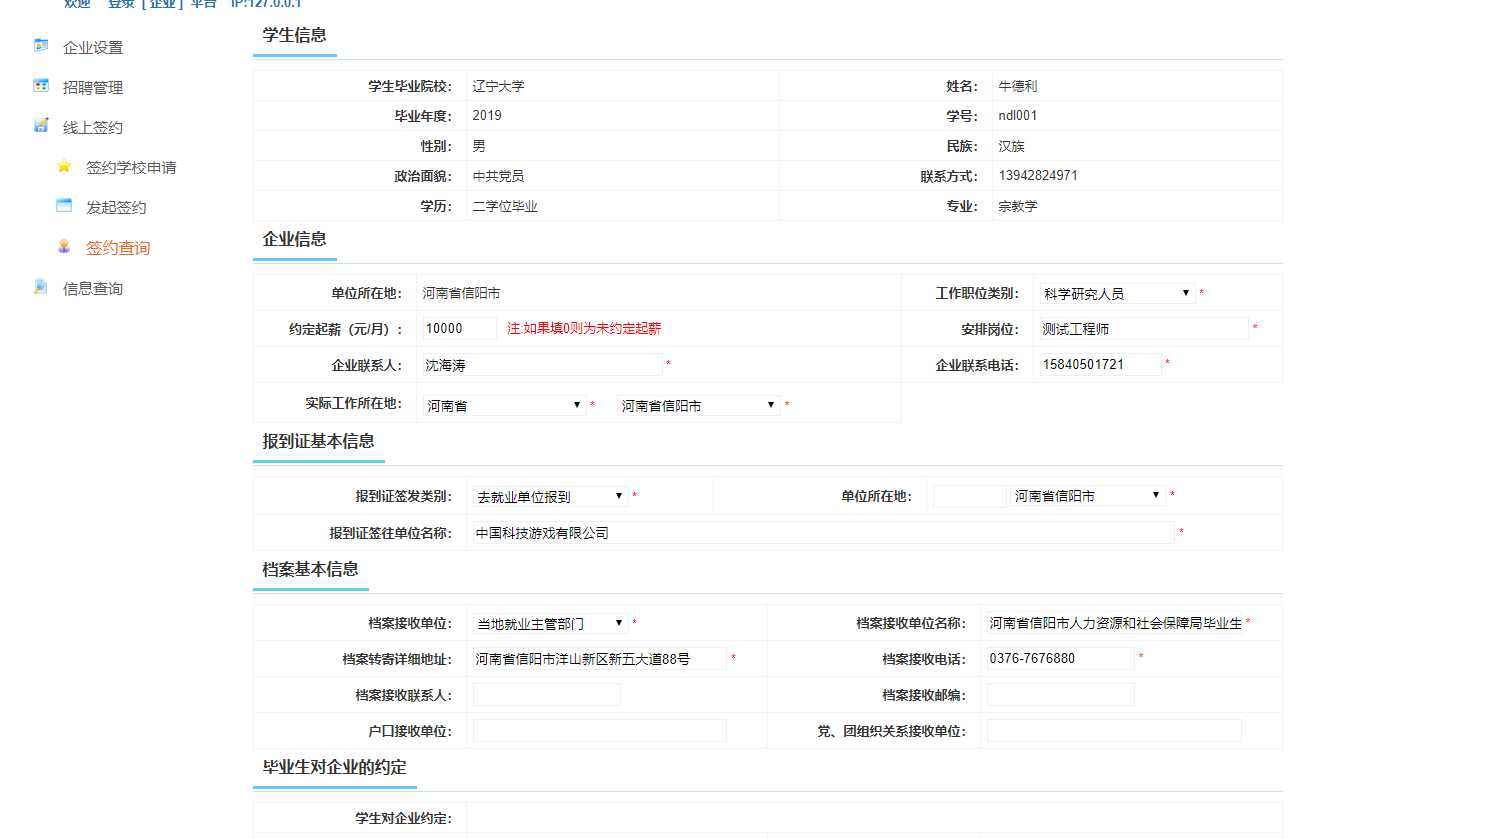 欢迎 登录 [ 企业 ] 平台 IP:127.0.0.1
企业设置
招聘管理
线上签约
签约学校申请
发起签约
签约查询
信息查询
学生信息
学生毕业院校： 辽宁大学 姓名： 牛德利
毕业年度： 2019 学号： ndl001
性别： 男 民族： 汉族
政治面貌： 中共党员 联系方式： 13942824971
学历： 二学位毕业 专业： 宗教学
企业信息
单位所在地： 河南省信阳市 工作职位类别： 科学研究人员 *
约定起薪（元/月）： 10000 注:如果填0则为未约定起薪 安排岗位： 测试工程师 *
企业联系人： 沈海涛 * 企业联系电话： 15840501721 *
实际工作所在地： 河南省 * 河南省信阳市 *
报到证基本信息
报到证签发类别： 去就业单位报到 * 单位所在地： 河南省信阳市 *
报到证签往单位名称： 中国科技游戏有限公司 *
档案基本信息
档案接收单位： 当地就业主管部门 * 档案接收单位名称： 河南省信阳市人力资源和社会保障局毕业生 *
档案转寄详细地址： 河南省信阳市洋山新区新五大道88号 * 档案接收电话： 0376-7676880 *
档案接收联系人： 档案接收邮编：
户口接收单位： 党、团组织关系接收单位：
毕业生对企业的约定
学生对企业约定：